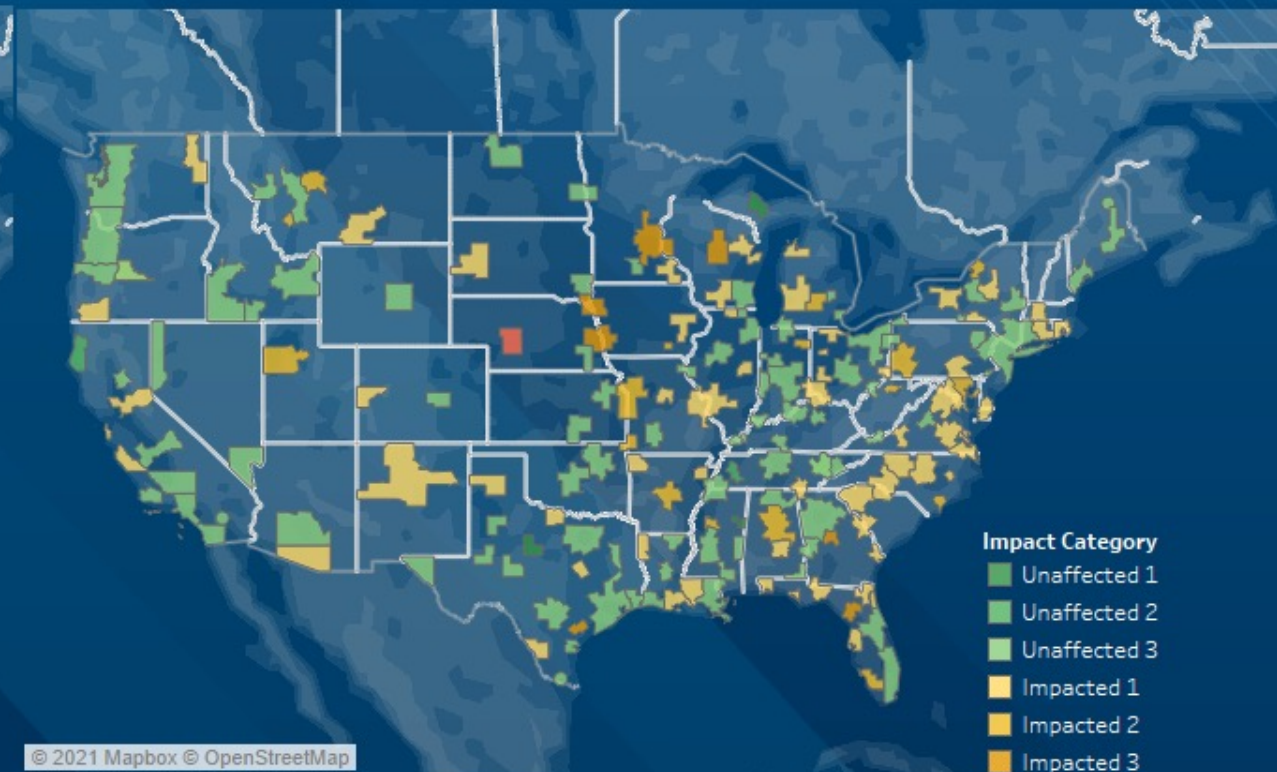 Impact Category
Unaffected 1
Unaffected 2
Unaffected 3
Impacted 1
Impacted 2
Impacted 3
© 2021 Mapbox © OpenStreetMap